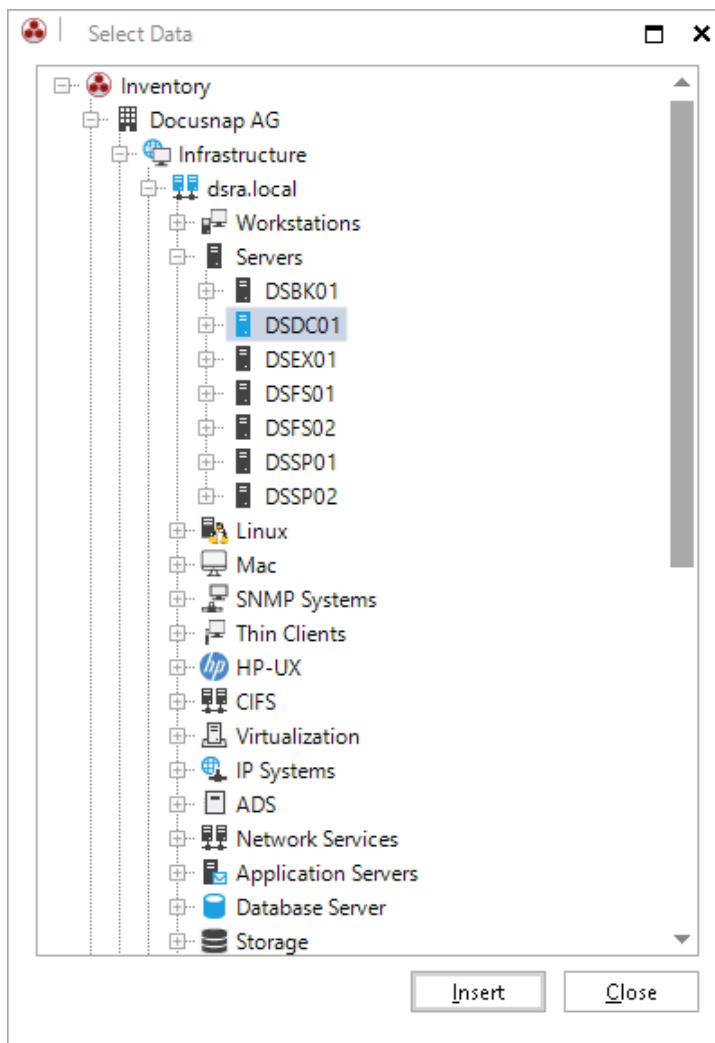 Select Data
Inventory
Docusnap AG
Infrastructure
dsra.local
Workstations
Servers
DSBK01
DSDC01
DSEX01
DSFS01
DSFS02
DSSP01
DSSP02
Linux
Mac
SNMP Systems
Thin Clients
hp HP-UX
CIFS
Virtualization
IP Systems
ADS
Network Services
Application Servers
Database Server
Storage
Insert Close